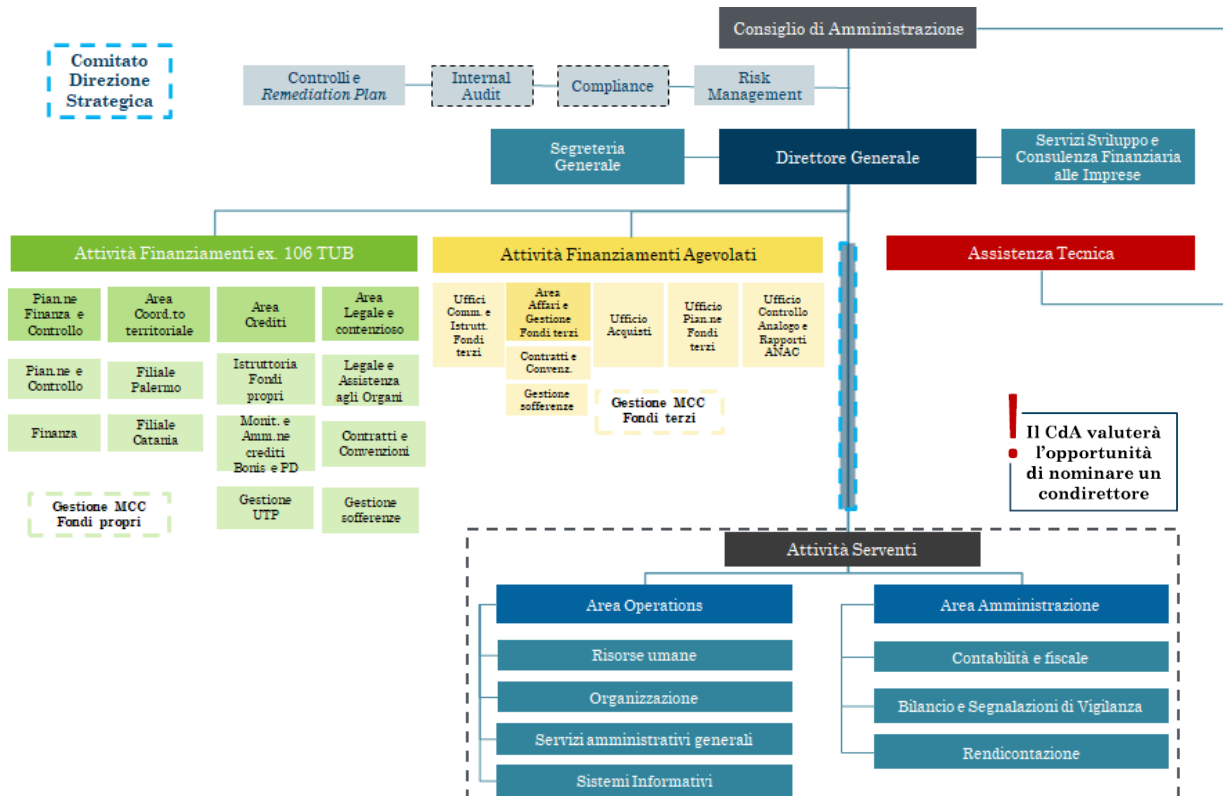 Consiglio di Amministrazione
Comitato
Direzione
Strategica
Controlli e
Remediation Plan
Internal
Audit
Compliance
Risk
Management
Segreteria
Generale
Direttore Generale
Servizi Sviluppo e
Consulenza Finanziaria
alle Imprese
Attività Finanziamenti ex. 106 TUB
Attività Finanziamenti Agevolati
Assistenza Tecnica
Pian.ne
Finanza e
Controllo
Area
Coord.to
territoriale
Area
Crediti
Area
Legale e
contenzioso
Pian.ne e
Controllo
Filiale
Palermo
Istruttoria
Fondi
propri
Legale e
Assistenza
agli Organi
Finanza
Filiale
Catania
Monit. e
Amm.ne
crediti
Bonis e PD
Contratti e
Convenzioni
Gestione MCC
Fondi propri
Gestione
UTP
Gestione
sofferenze
Uffici
Comm. e
Istrutt.
Fondi
terzi
Area
Affari e
Gestione
Fondi terzi
Contratti e
Convenz.
Gestione
sofferenze
Ufficio
Acquisti
Ufficio
Pian.ne
Fondi
terzi
Ufficio
Controllo
Analogo e
Rapporti
ANAC
Gestione MCC
Fondi terzi
!
Il CdA valuterà
l'opportunità
di nominare un
condirettore
Attività Serventi
Area Operations
Risorse umane
Organizzazione
Servizi amministrativi generali
Sistemi Informativi
Area Amministrazione
Contabilità e fiscale
Bilancio e Segnalazioni di Vigilanza
Rendicontazione